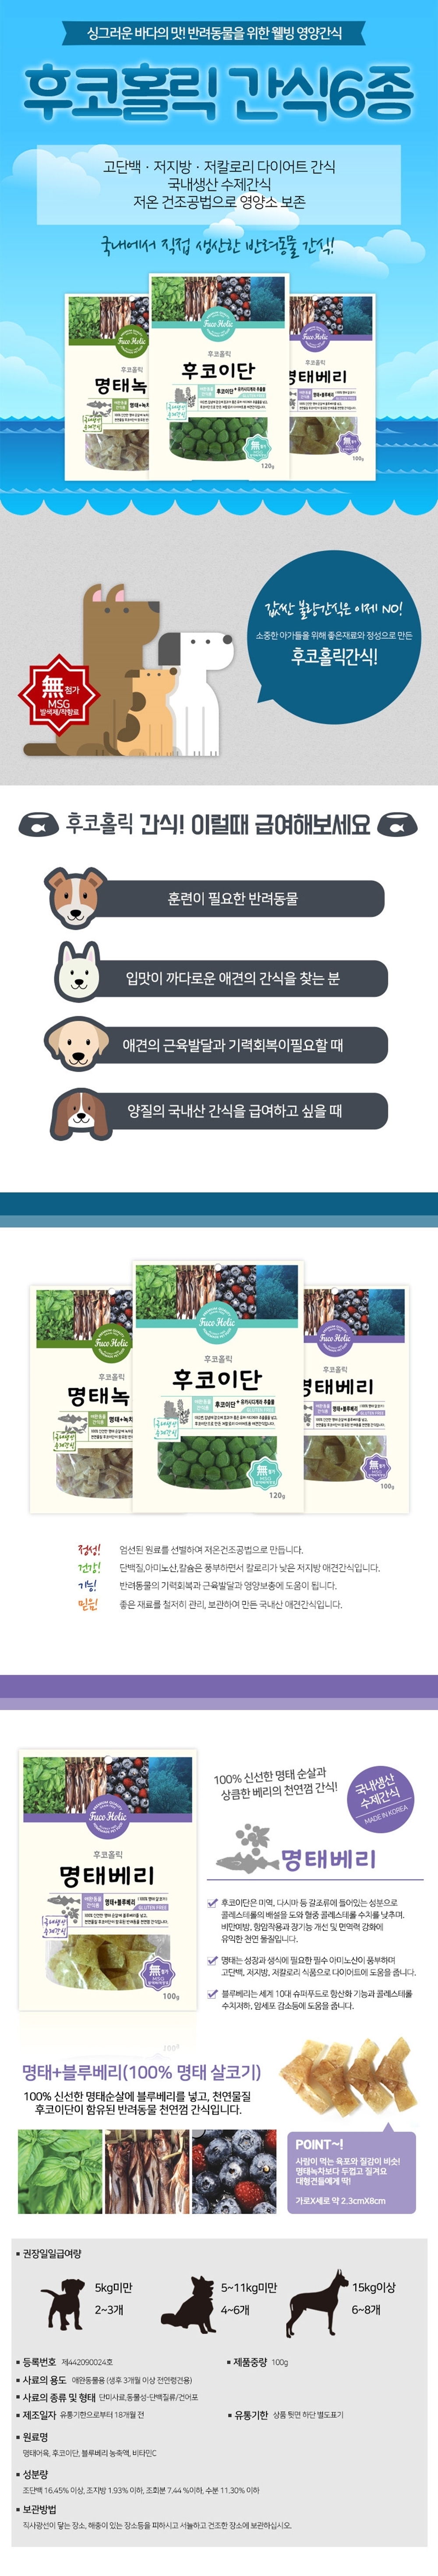 싱그러운 바다의 맛! 반려동물을 위한 웰빙 영양간식
후코홀릭 간식6종
고단백 · 저지방 · 저칼로리 다이어트 간식
국내생산 수제간식
저온 건조공법으로 영양소 보존
국내에서 직접 생산한 반려동물 간식!
Fuco Holic
후코홀릭
명태녹
Fuco Holic
후코홀릭
후코이단
120g
Fuco Holic
후코홀릭
명태베리
100g
값싼 불량간식은 이제 NO!
소중한 아가들을 위해 좋은재료와 정성으로 만든
후코홀릭간식!
無첨가
MSG
발색제/착향료
후코홀릭 간식! 이럴때 급여해보세요
훈련이 필요한 반려동물
입맛이 까다로운 애견의 간식을 찾는 분
애견의 근육발달과 기력회복이필요할 때
양질의 국내산 간식을 급여하고 싶을 때
Fuco Holic
후코홀릭
명태녹
Fuco Holic
후코홀릭
후코이단
GLUTEN FREE
120g
Fuco Holic
후코홀릭
명태베리
100g
정성! 엄선된 원료를 선별하여 저온건조공법으로 만듭니다.
건강! 단백질,아미노산,칼슘은 풍부하면서 칼로리가 낮은 저지방 애견간식입니다.
기능! 반려동물의 기력회복과 근육발달과 영양보충에 도움이 됩니다.
믿음! 좋은 재료를 철저히 관리, 보관하여 만든 국내산 애견간식입니다.
Fuco Holic
후코홀릭
명태베리
명태+블루베리
GLUTEN FREE
국내생산
수제간식
無첨가
MSG
100g
100% 신선한 명태 순살과
상큼한 베리의 천연껌 간식!
국내생산
수제간식
MADE IN KOREA
명태베리
후코이단은 미역, 다시마 등 갈조류에 들어있는 성분으로
콜레스테롤의 배설을 도와 혈중 콜레스테롤 수치를 낮추며,
비만예방, 항암작용과 장기능 개선 및 면역력 강화에
유익한 천연 물질입니다.
명태는 성장과 생식에 필요한 필수 아미노산이 풍부하며
고단백, 저지방, 저칼로리 식품으로 다이어트에 도움을 줍니다.
블루베리는 세계 10대 슈퍼푸드로 항산화 기능과 콜레스테롤
수치저하, 암세포 감소등에 도움을 줍니다.
명태+블루베리(100% 명태 살코기)
100% 신선한 명태순살에 블루베리를 넣고, 천연물질
후코이단이 함유된 반려동물 천연껌 간식입니다.
POINT~!
사람이 먹는 육포와 질감이 비슷!
명태녹차보다 두껍고 질겨요
대형견들에게 딱!
가로X세로 약 2.3cmX8cm
권장일일급여량
5kg미만
2~3개
5~11kg미만
4~6개
15kg이상
6~8개
등록번호 제442090024호
제품중량 100g
사료의 용도 애완동물용 (생후 3개월 이상 전연령견용)
사료의 종류 및 형태 단미사료,동물성-단백질류/건어포
제조일자 유통기한으로부터 18개월 전
유통기한 상품 뒷면 하단 별도표기
원료명
명태어육, 후코이단, 블루베리 농축액, 비타민C
성분량
조단백 16.45% 이상, 조지방 1.93% 이하, 조회분 7.44 %이하, 수분 11.30% 이하
보관방법
직사광선이 닿는 장소, 해충이 있는 장소등을 피하시고 서늘하고 건조한 장소에 보관하십시오.